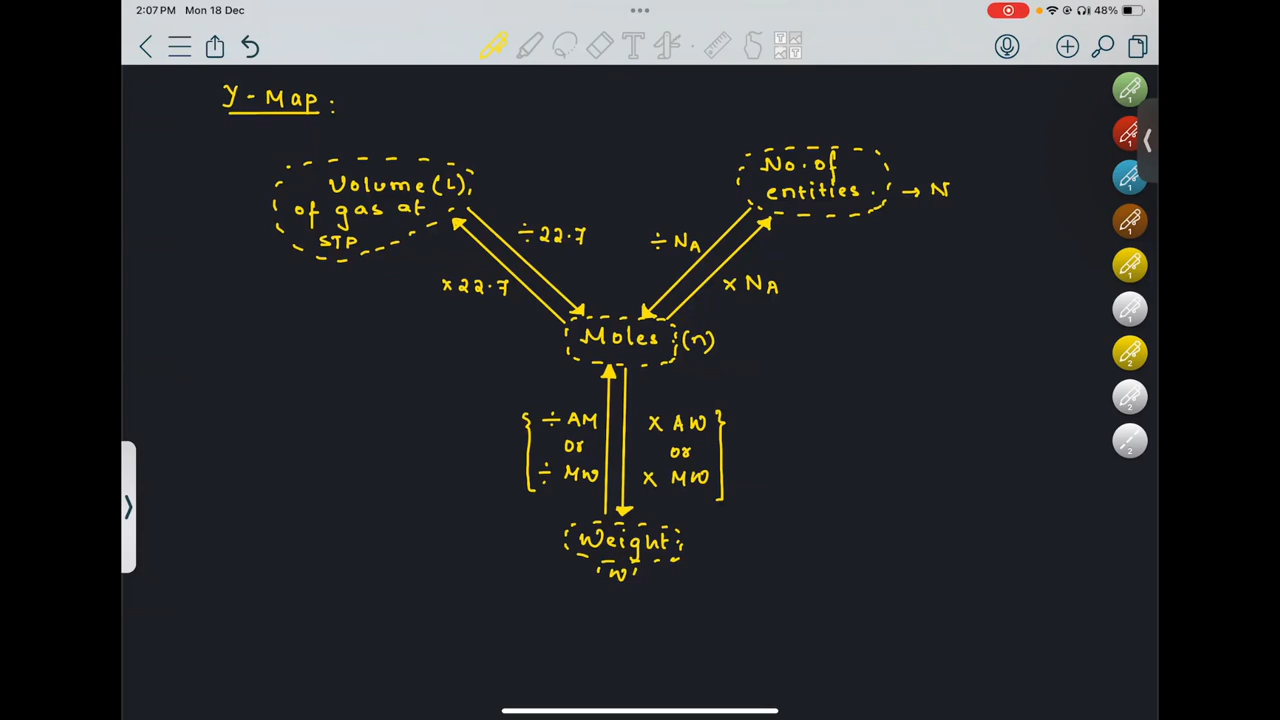 2:07 PM Mon 18 Dec
48%
Y-Map :
Volume (L)
of gas at
STP
No. of
entities. → N
÷22.7
÷ NA
×22.7
× NA
Moles (n)
÷ AM
or
÷ MW
× AW
or
× MW
Weight
'W'